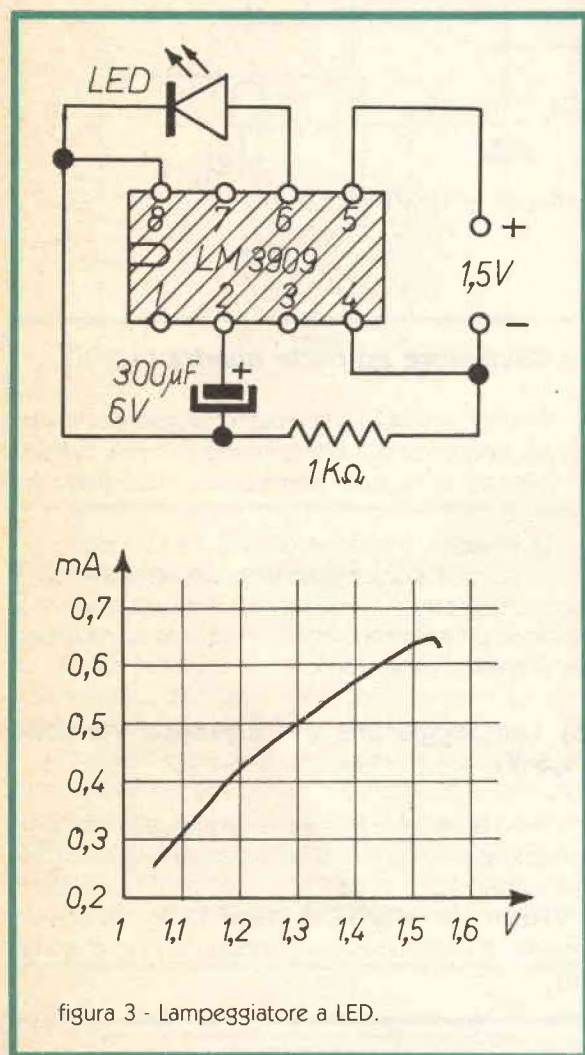 LED
8 7 6 5
+
LM 3909
1,5V
1 2 3 4
−
300µF +
6V
1KΩ
mA
0,7
0,6
0,5
0,4
0,3
0,2
1 1,1 1,2 1,3 1,4 1,5 1,6 V
figura 3 - Lampeggiatore a LED.